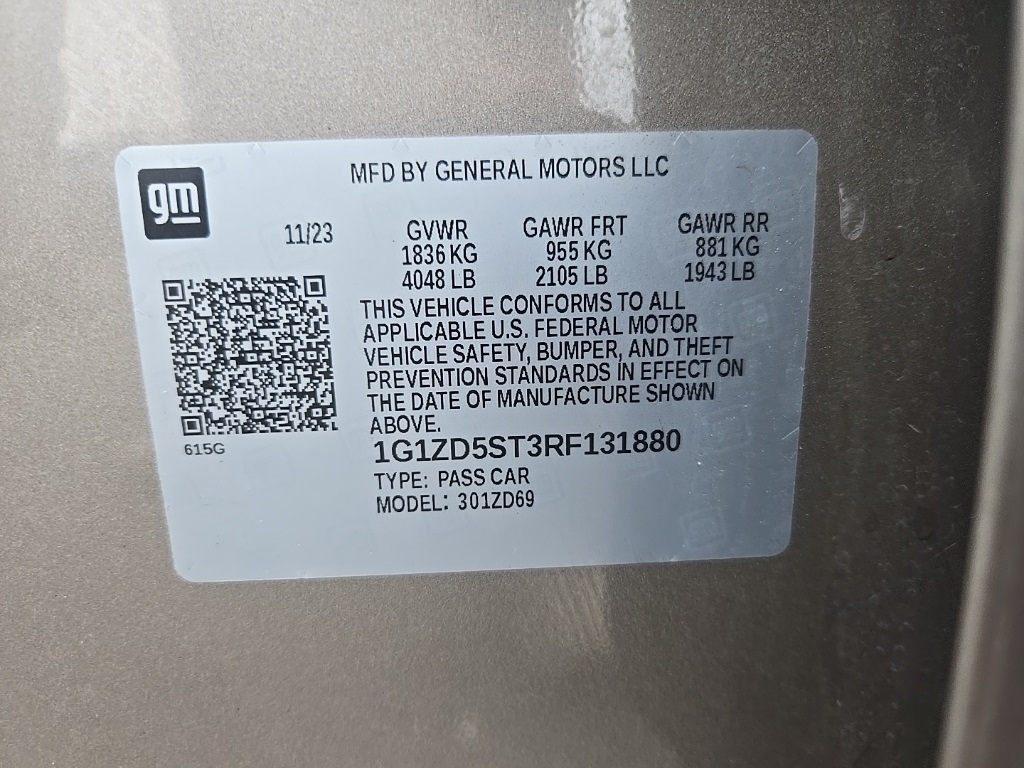 MFD BY GENERAL MOTORS LLC
gm
11/23 GVWR GAWR FRT GAWR RR
1836 KG 955 KG 881 KG
4048 LB 2105 LB 1943 LB
THIS VEHICLE CONFORMS TO ALL
APPLICABLE U.S. FEDERAL MOTOR
VEHICLE SAFETY, BUMPER, AND THEFT
PREVENTION STANDARDS IN EFFECT ON
THE DATE OF MANUFACTURE SHOWN
ABOVE.
615G
1G1ZD5ST3RF131880
TYPE: PASS CAR
MODEL: 301ZD69